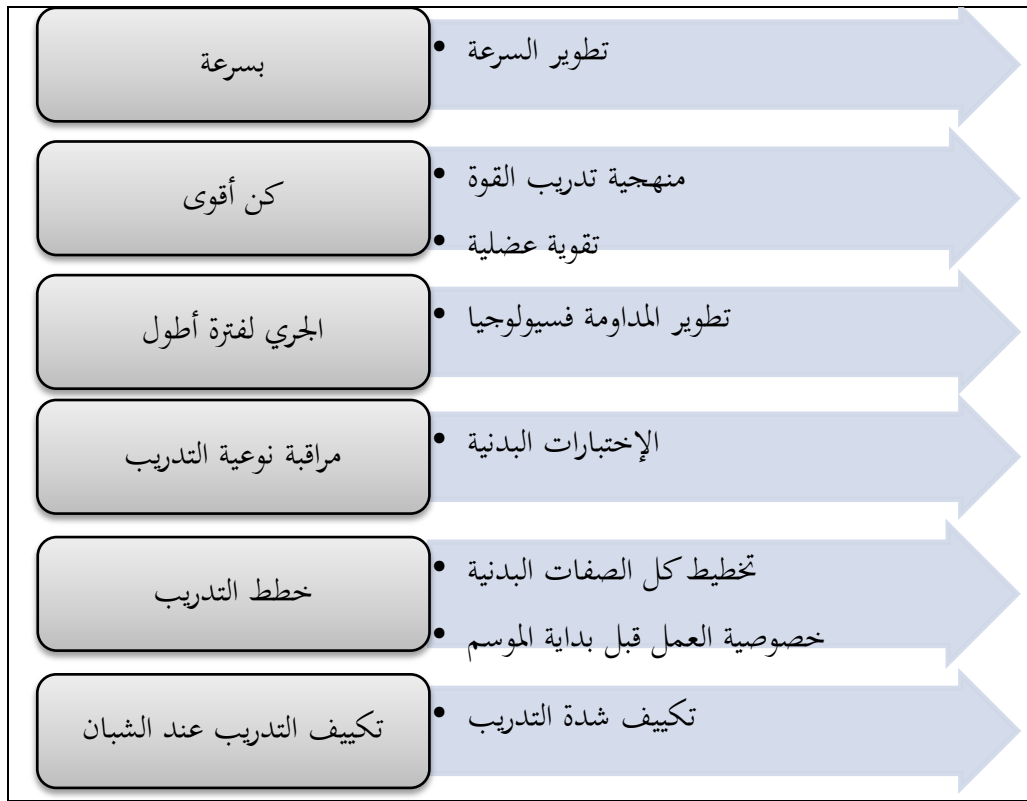 بسرعة
تطوير السرعة
كن أقوى
منهجية تدريب القوة
تقوية عضلية
الجري لفترة أطول
تطوير المداومة فسيولوجيا
مراقبة نوعية التدريب
الإختبارات البدنية
خطط التدريب
تخطيط كل الصفات البدنية
خصوصية العمل قبل بداية الموسم
تكييف التدريب عند الشبان
تكييف شدة التدريب